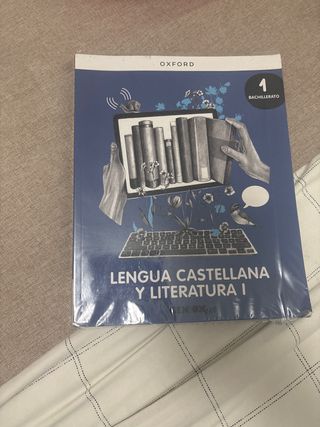 OXFORD
1
BACHILLERATO
LENGUA CASTELLANA
Y LITERATURA I